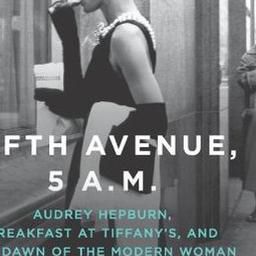 FTH AVENUE,
5 A.M.
AUDREY HEPBURN,
REAKFAST AT TIFFANY'S, AND
DAWN OF THE MODERN WOMAN